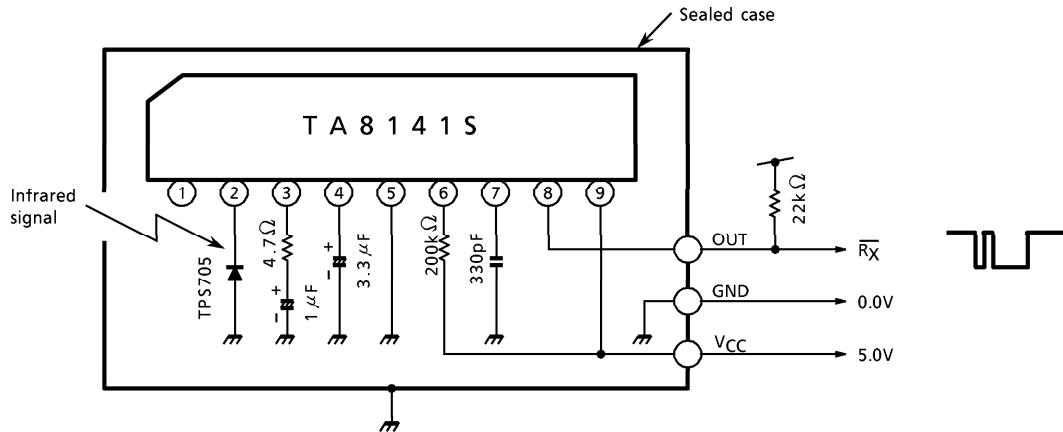 Sealed case
TA8141S
1 2 3 4 5 6 7 8 9
Infrared
signal
TPS705
4.7Ω
+
-
1μF
+
-
3.3μF
200kΩ
330pF
22kΩ
OUT
RX
GND
0.0V
VCC
5.0V